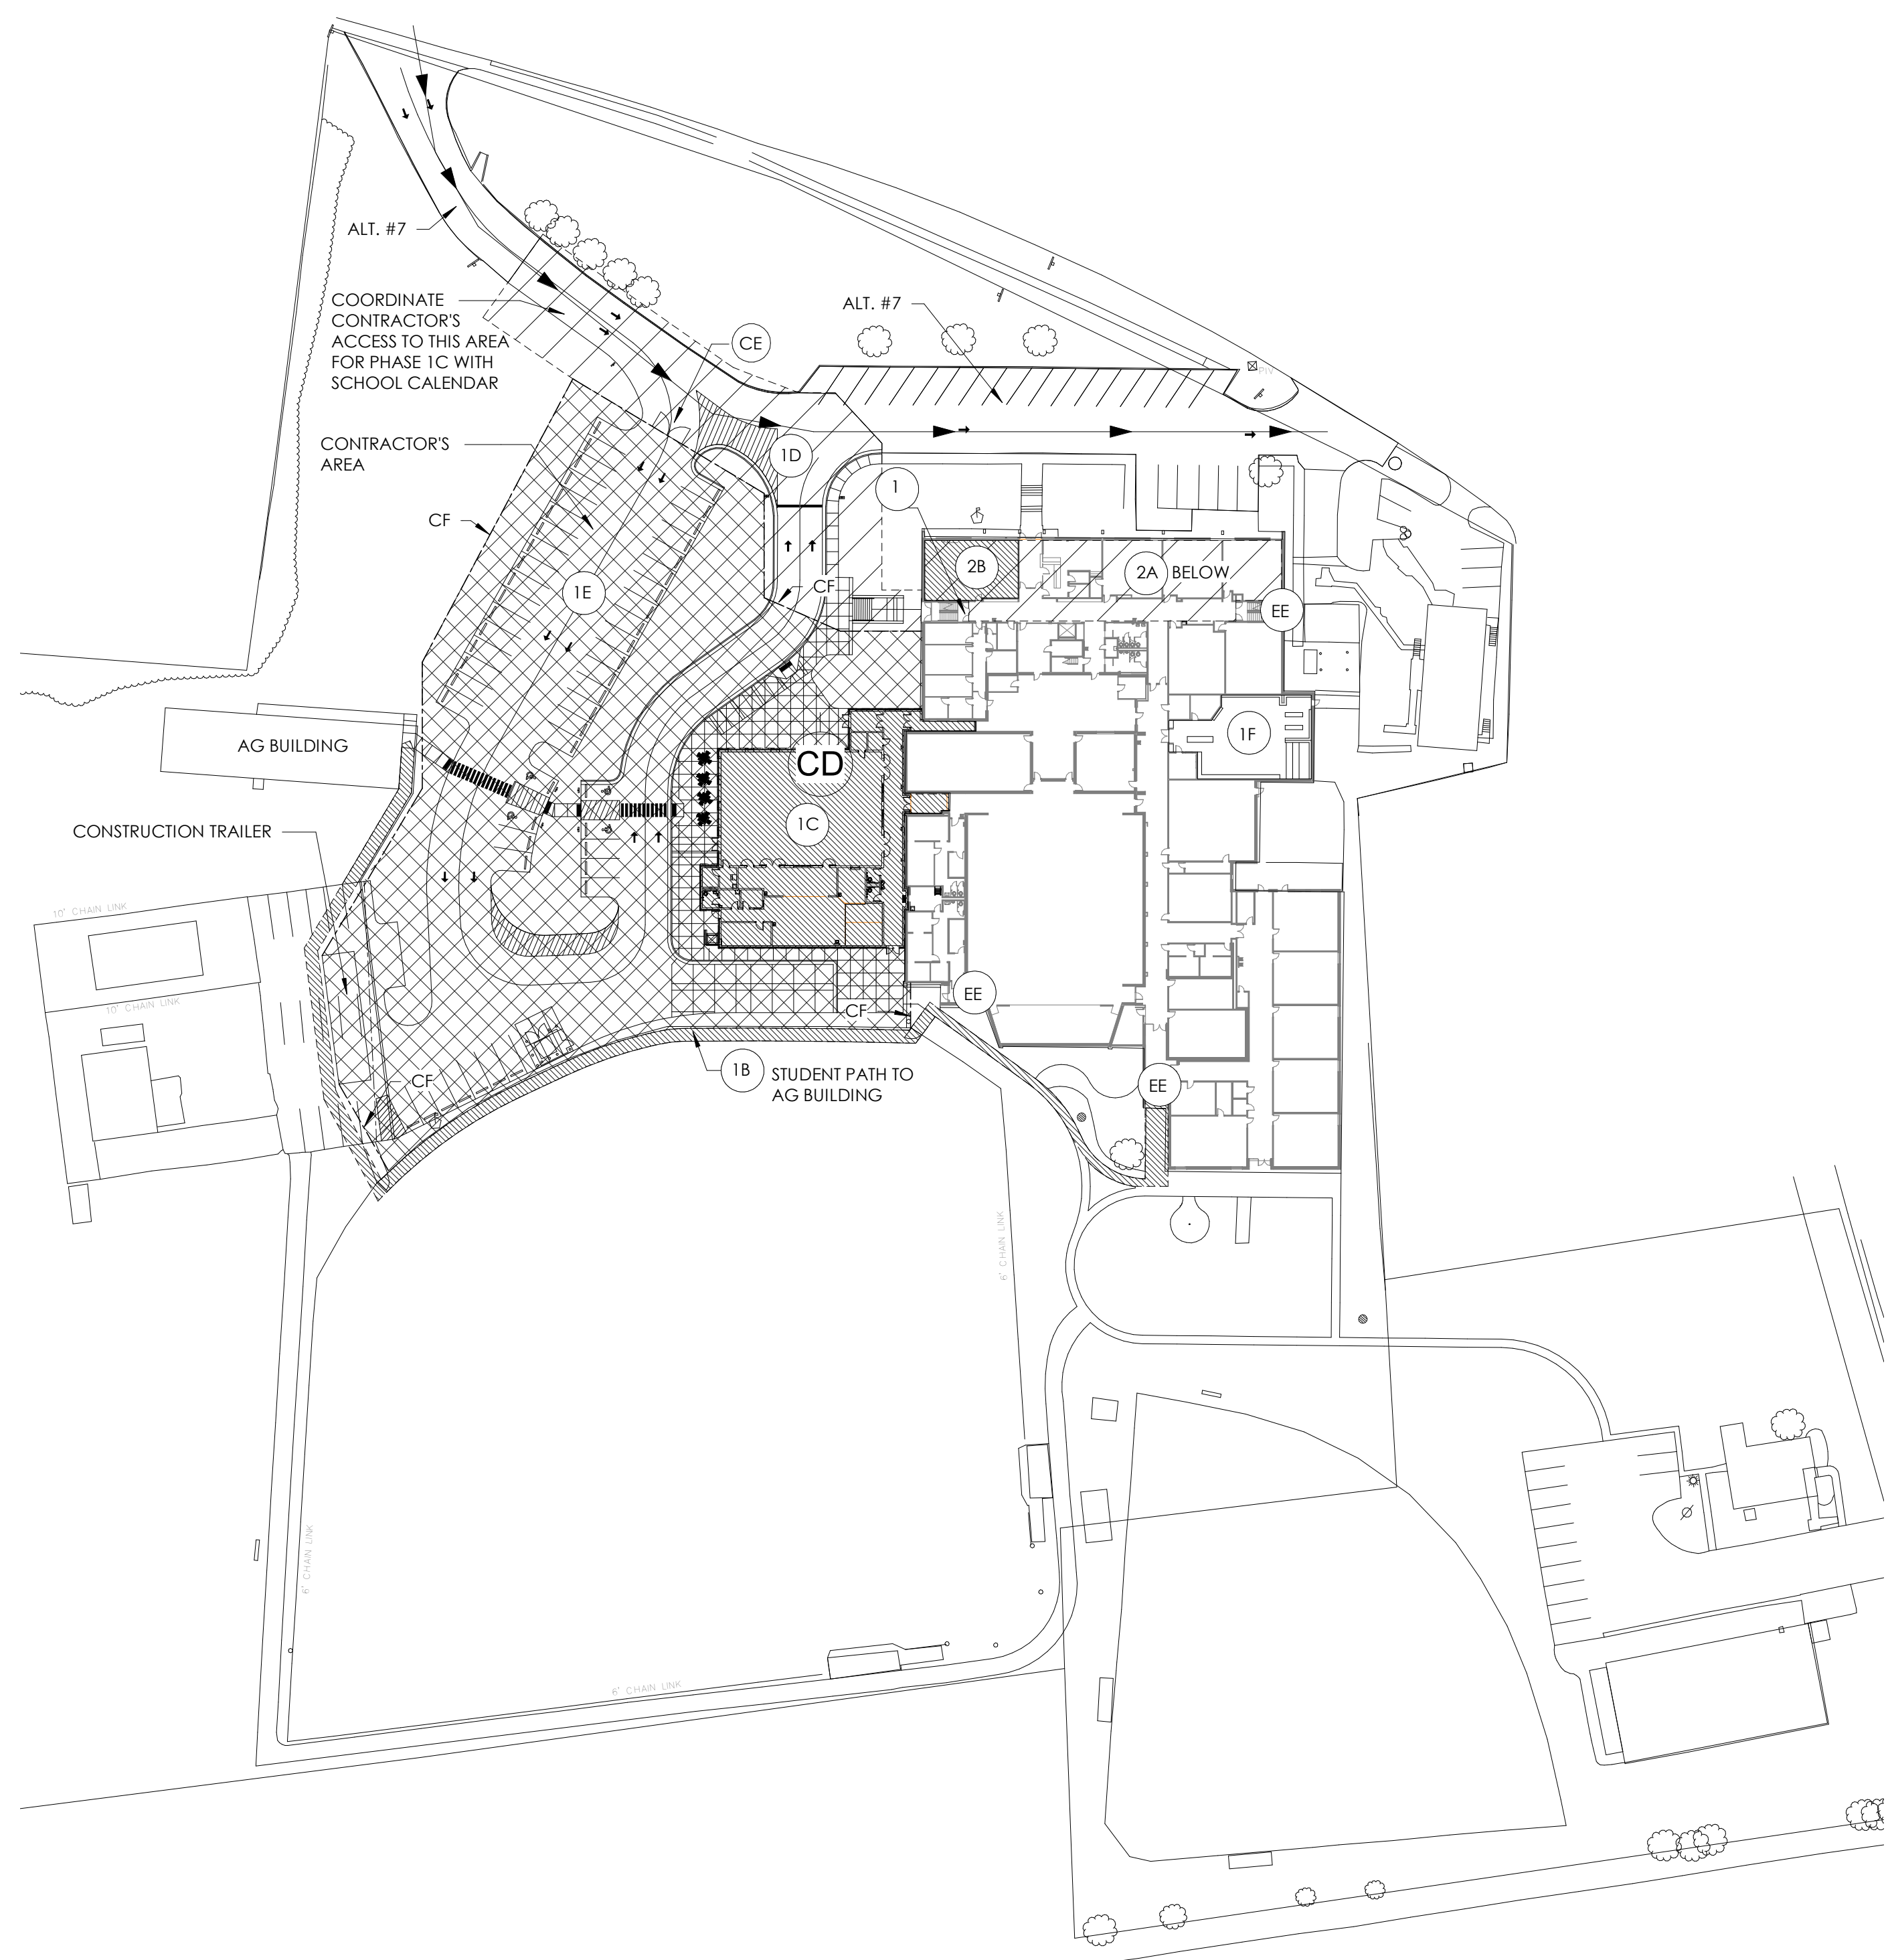 ALT. #7
COORDINATE
CONTRACTOR'S
ACCESS TO THIS AREA
FOR PHASE 1C WITH
SCHOOL CALENDAR
ALT. #7
CE
PIV
CONTRACTOR'S
AREA
1D
1
CF
2B
2A BELOW
CF
1E
EE
1F
AG BUILDING
CD
1C
CONSTRUCTION TRAILER
10' CHAIN LINK
10' CHAIN LINK
EE
CF
1B
STUDENT PATH TO
AG BUILDING
CF
EE
6' CHAIN LINK
6' CHAIN LINK
6' CHAIN LINK